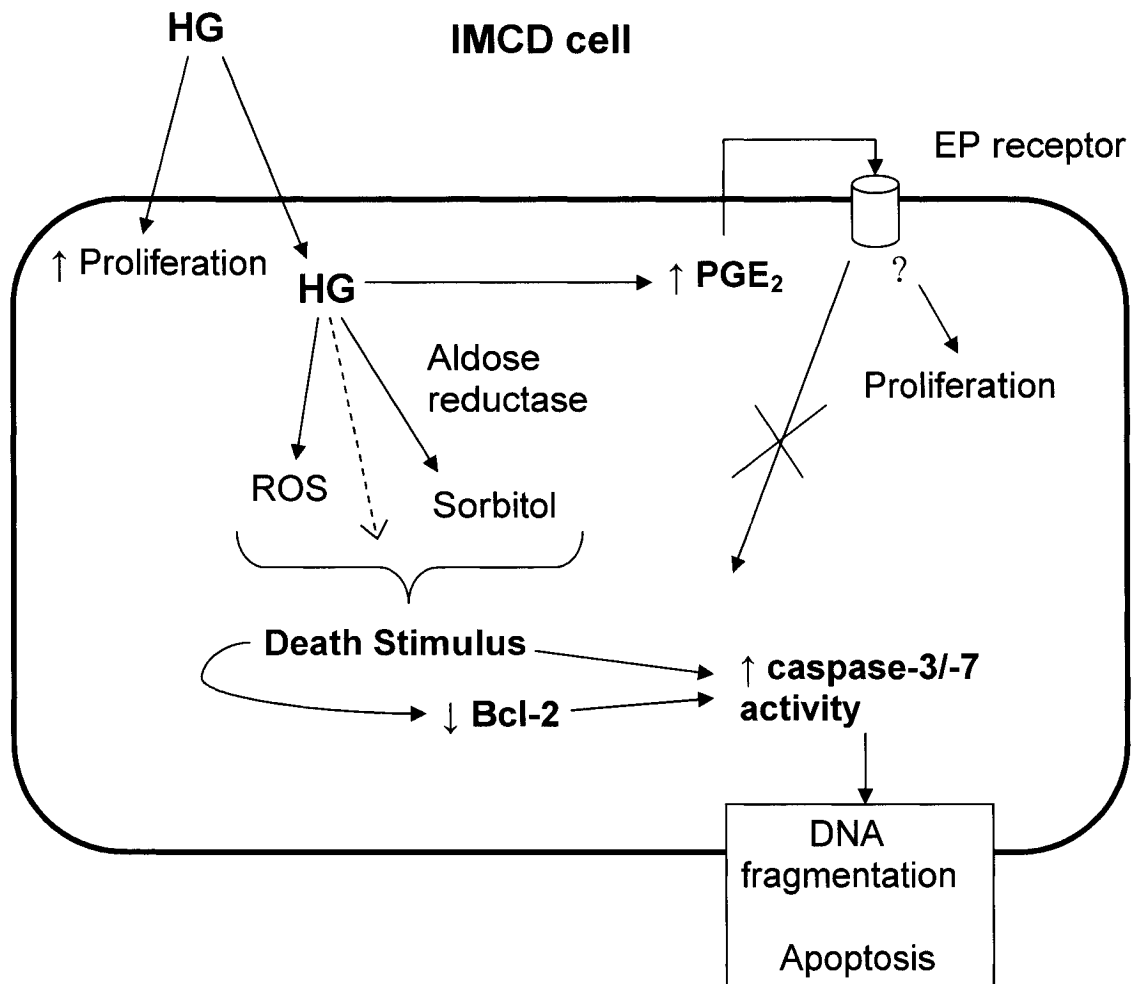 HG
IMCD cell
EP receptor
↑ Proliferation
HG
↑ PGE₂
?
Aldose
reductase
Proliferation
ROS
Sorbitol
Death Stimulus
↑ caspase-3/-7
activity
↓ Bcl-2
DNA
fragmentation
Apoptosis